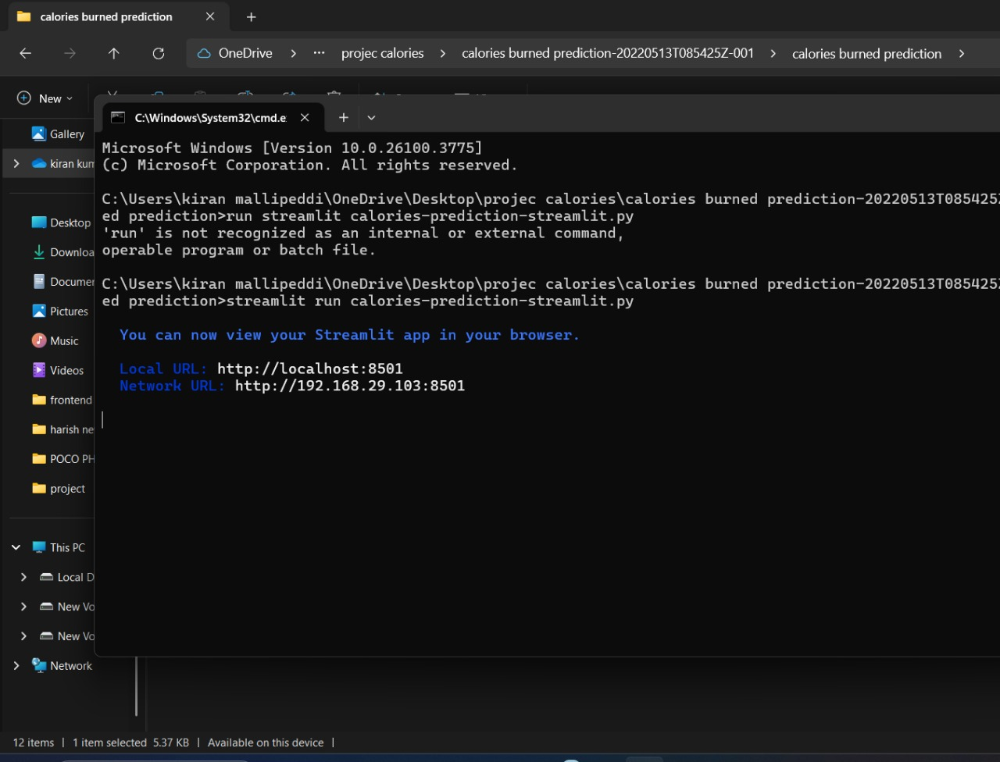 calories burned prediction
OneDrive > ... projec calories > calories burned prediction-20220513T085425Z-001 > calories burned prediction >
New
C:\Windows\System32\cmd.e
Gallery
kiran kum
Desktop
Downloa
Documer
Pictures
Music
Videos
frontend
harish ne
POCO PH
project
This PC
Local D
New Vo
New Vo
Network
Microsoft Windows [Version 10.0.26100.3775]
(c) Microsoft Corporation. All rights reserved.
C:\Users\kiran mallipeddi\OneDrive\Desktop\projec calories\calories burned prediction-20220513T085425Z
ed prediction>run streamlit calories-prediction-streamlit.py
'run' is not recognized as an internal or external command,
operable program or batch file.
C:\Users\kiran mallipeddi\OneDrive\Desktop\projec calories\calories burned prediction-20220513T085425Z
ed prediction>streamlit run calories-prediction-streamlit.py
You can now view your Streamlit app in your browser.
Local URL: http://localhost:8501
Network URL: http://192.168.29.103:8501
12 items | 1 item selected 5.37 KB | Available on this device |